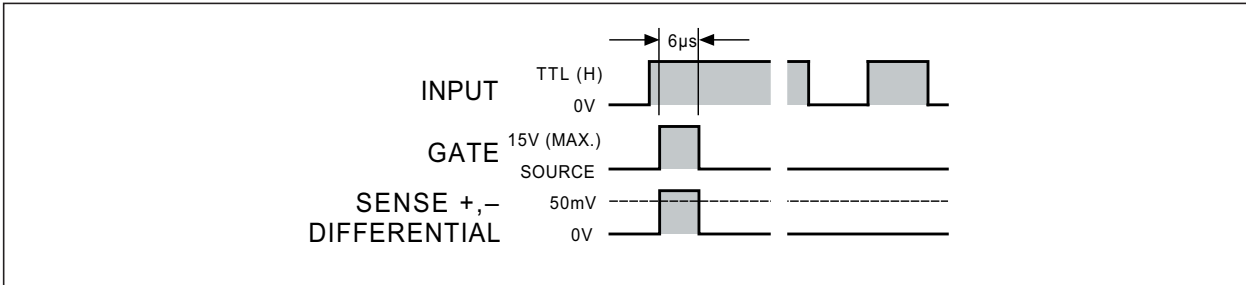 6µs
INPUT
TTL (H)
0V
GATE
15V (MAX.)
SOURCE
SENSE +,–
DIFFERENTIAL
50mV
0V